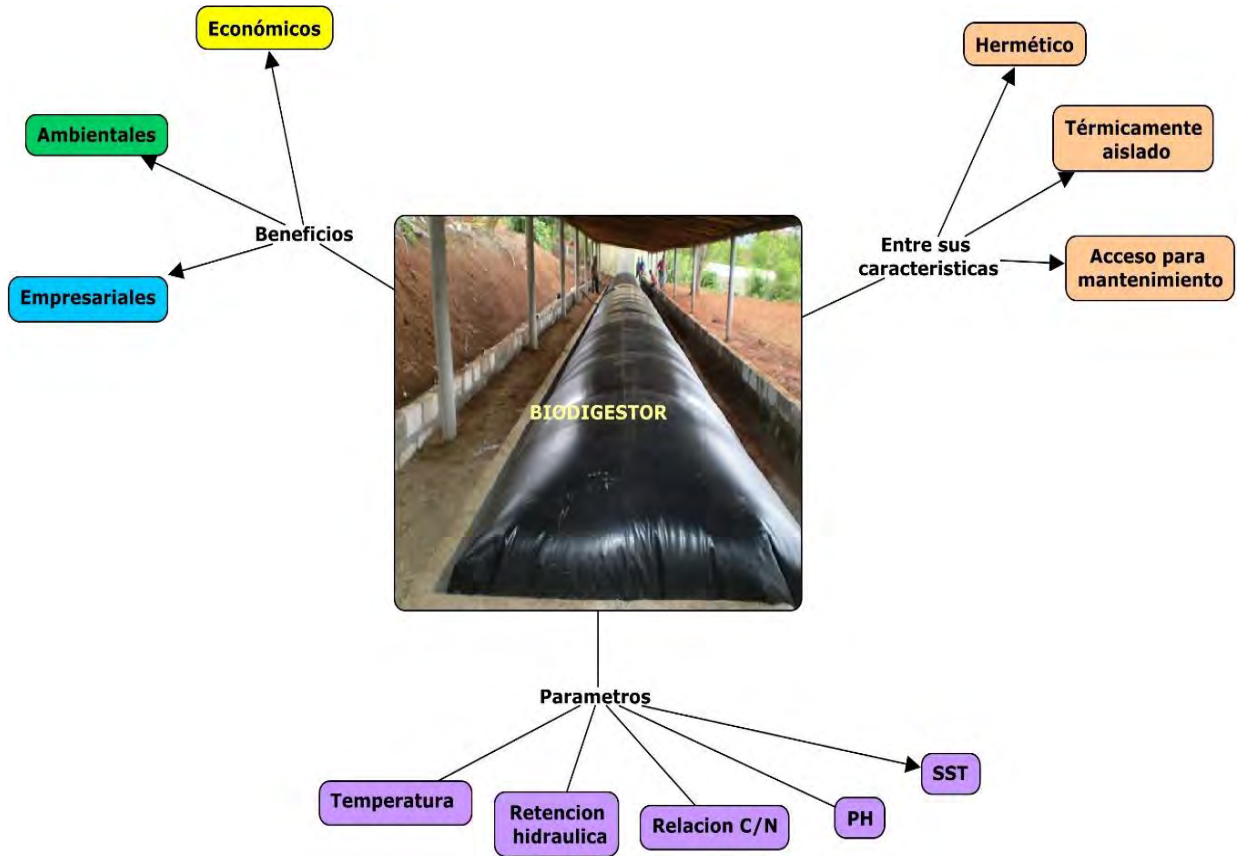 Económicos
Ambientales
Beneficios
Empresariales
Hermético
Térmicamente
aislado
Entre sus
caracteristicas
Acceso para
mantenimiento
BIODIGESTOR
Parametros
Temperatura
Retencion
hidraulica
Relacion C/N
PH
SST